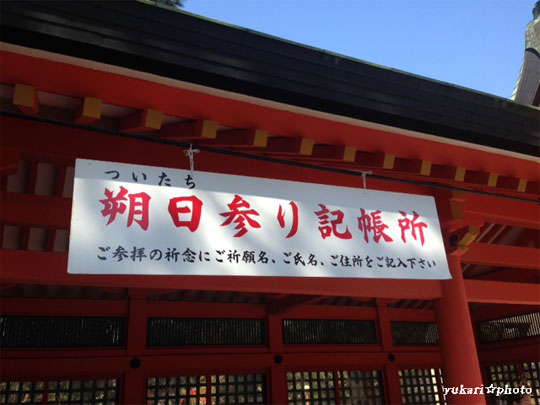 ついたち
朔日参り記帳所
ご参拝の祈念にご祈願名、ご氏名、ご住所をご記入下さい
yukari☆photo